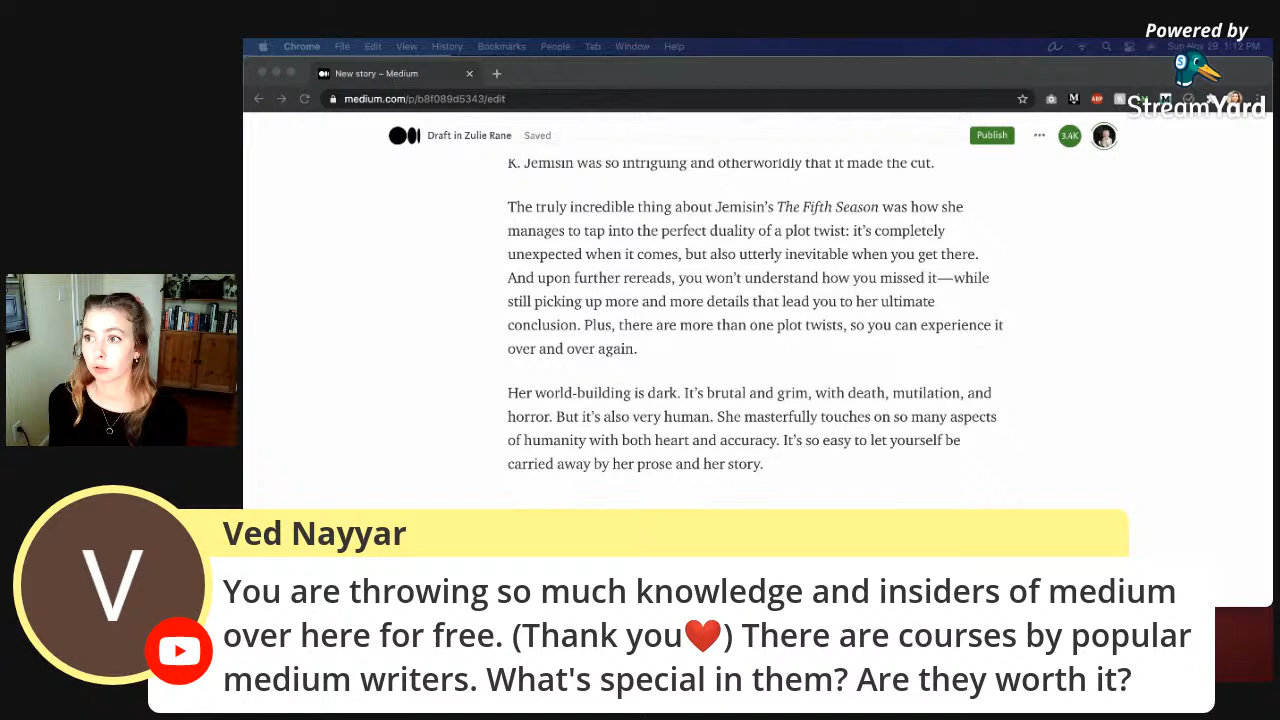 Powered by
StreamYard
Chrome File Edit View History Bookmarks People Tab Window Help
Sun Nov 29 1:12 PM
New story – Medium
medium.com/p/b8f089d5343/edit
Draft in Zulie Rane Saved
Publish
3.4K
K. Jemisin was so intriguing and otherworldly that it made the cut.
The truly incredible thing about Jemisin's The Fifth Season was how she
manages to tap into the perfect duality of a plot twist: it's completely
unexpected when it comes, but also utterly inevitable when you get there.
And upon further rereads, you won't understand how you missed it—while
still picking up more and more details that lead you to her ultimate
conclusion. Plus, there are more than one plot twists, so you can experience it
over and over again.
Her world-building is dark. It's brutal and grim, with death, mutilation, and
horror. But it's also very human. She masterfully touches on so many aspects
of humanity with both heart and accuracy. It's so easy to let yourself be
carried away by her prose and her story.
V
Ved Nayyar
You are throwing so much knowledge and insiders of medium
over here for free. (Thank you❤️) There are courses by popular
medium writers. What's special in them? Are they worth it?